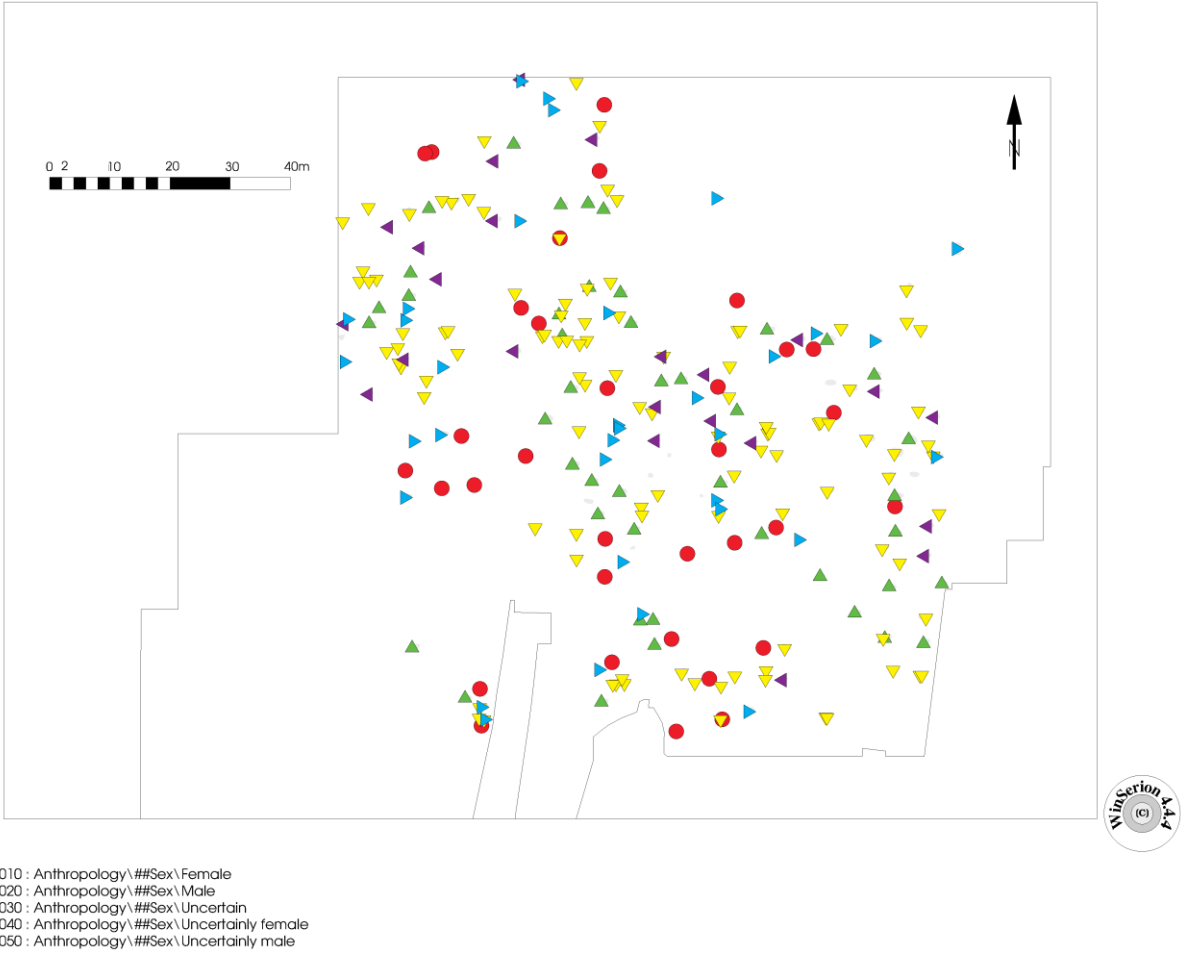 0 2 10 20 30 40m
N
WinSerion 4.4.4
(C)
010 : Anthropology\##Sex\Female
020 : Anthropology\##Sex\Male
030 : Anthropology\##Sex\Uncertain
040 : Anthropology\##Sex\Uncertainly female
050 : Anthropology\##Sex\Uncertainly male